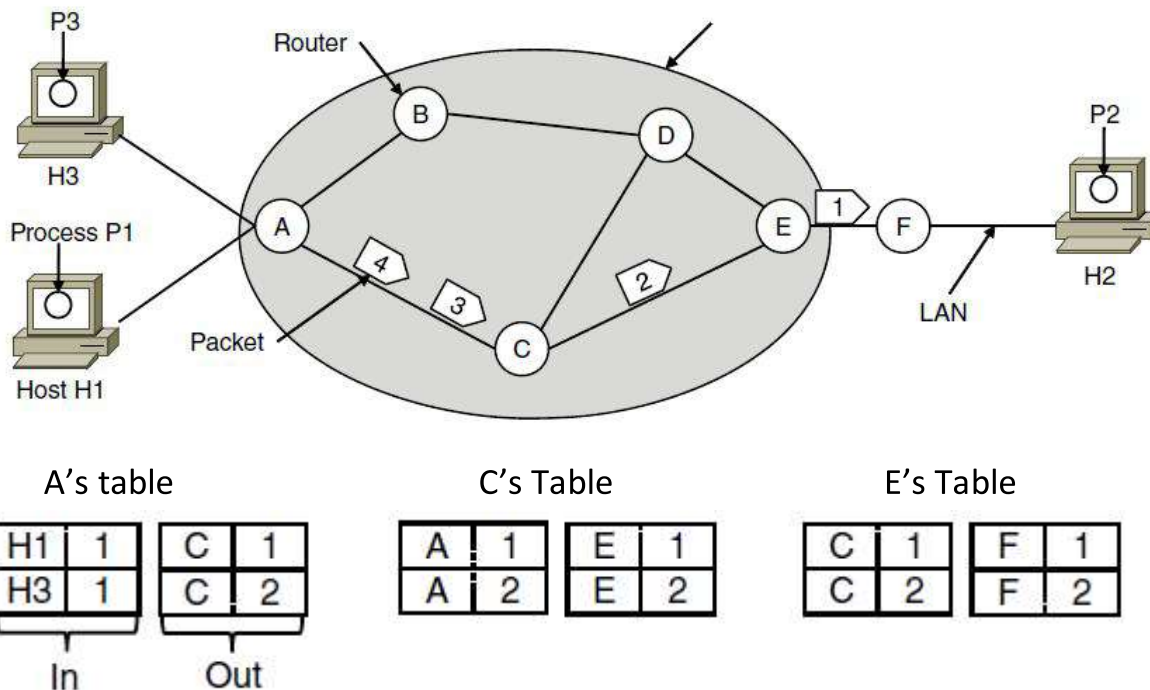 P3
Router
B
D
P2
H3
A
E
1
F
Process P1
4
2
3
H2
LAN
Packet
C
Host H1
A's table
C's Table
E's Table
H1 1 C 1
H3 1 C 2
A 1 E 1
A 2 E 2
C 1 F 1
C 2 F 2
In
Out